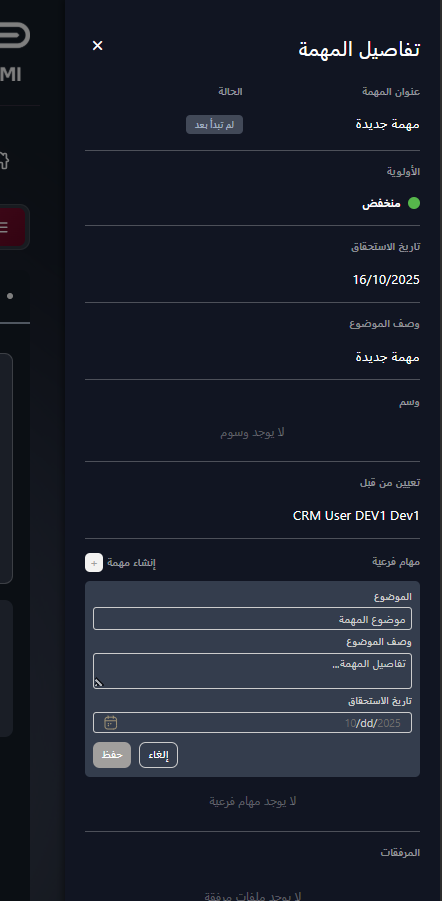 تفاصيل المهمة
MI
عنوان المهمة
الحالة
مهمة جديدة
لم تبدأ بعد
الأولوية
منخفض
تاريخ الاستحقاق
16/10/2025
وصف الموضوع
مهمة جديدة
وسم
لا يوجد وسوم
تعيين من قبل
CRM User DEV1 Dev1
مهام فرعية
إنشاء مهمة
الموضوع
موضوع المهمة
وصف الموضوع
تفاصيل المهمة...
تاريخ الاستحقاق
10/dd/2025
إلغاء
حفظ
لا يوجد مهام فرعية
المرفقات
لا يوجد ملفات مرفقة